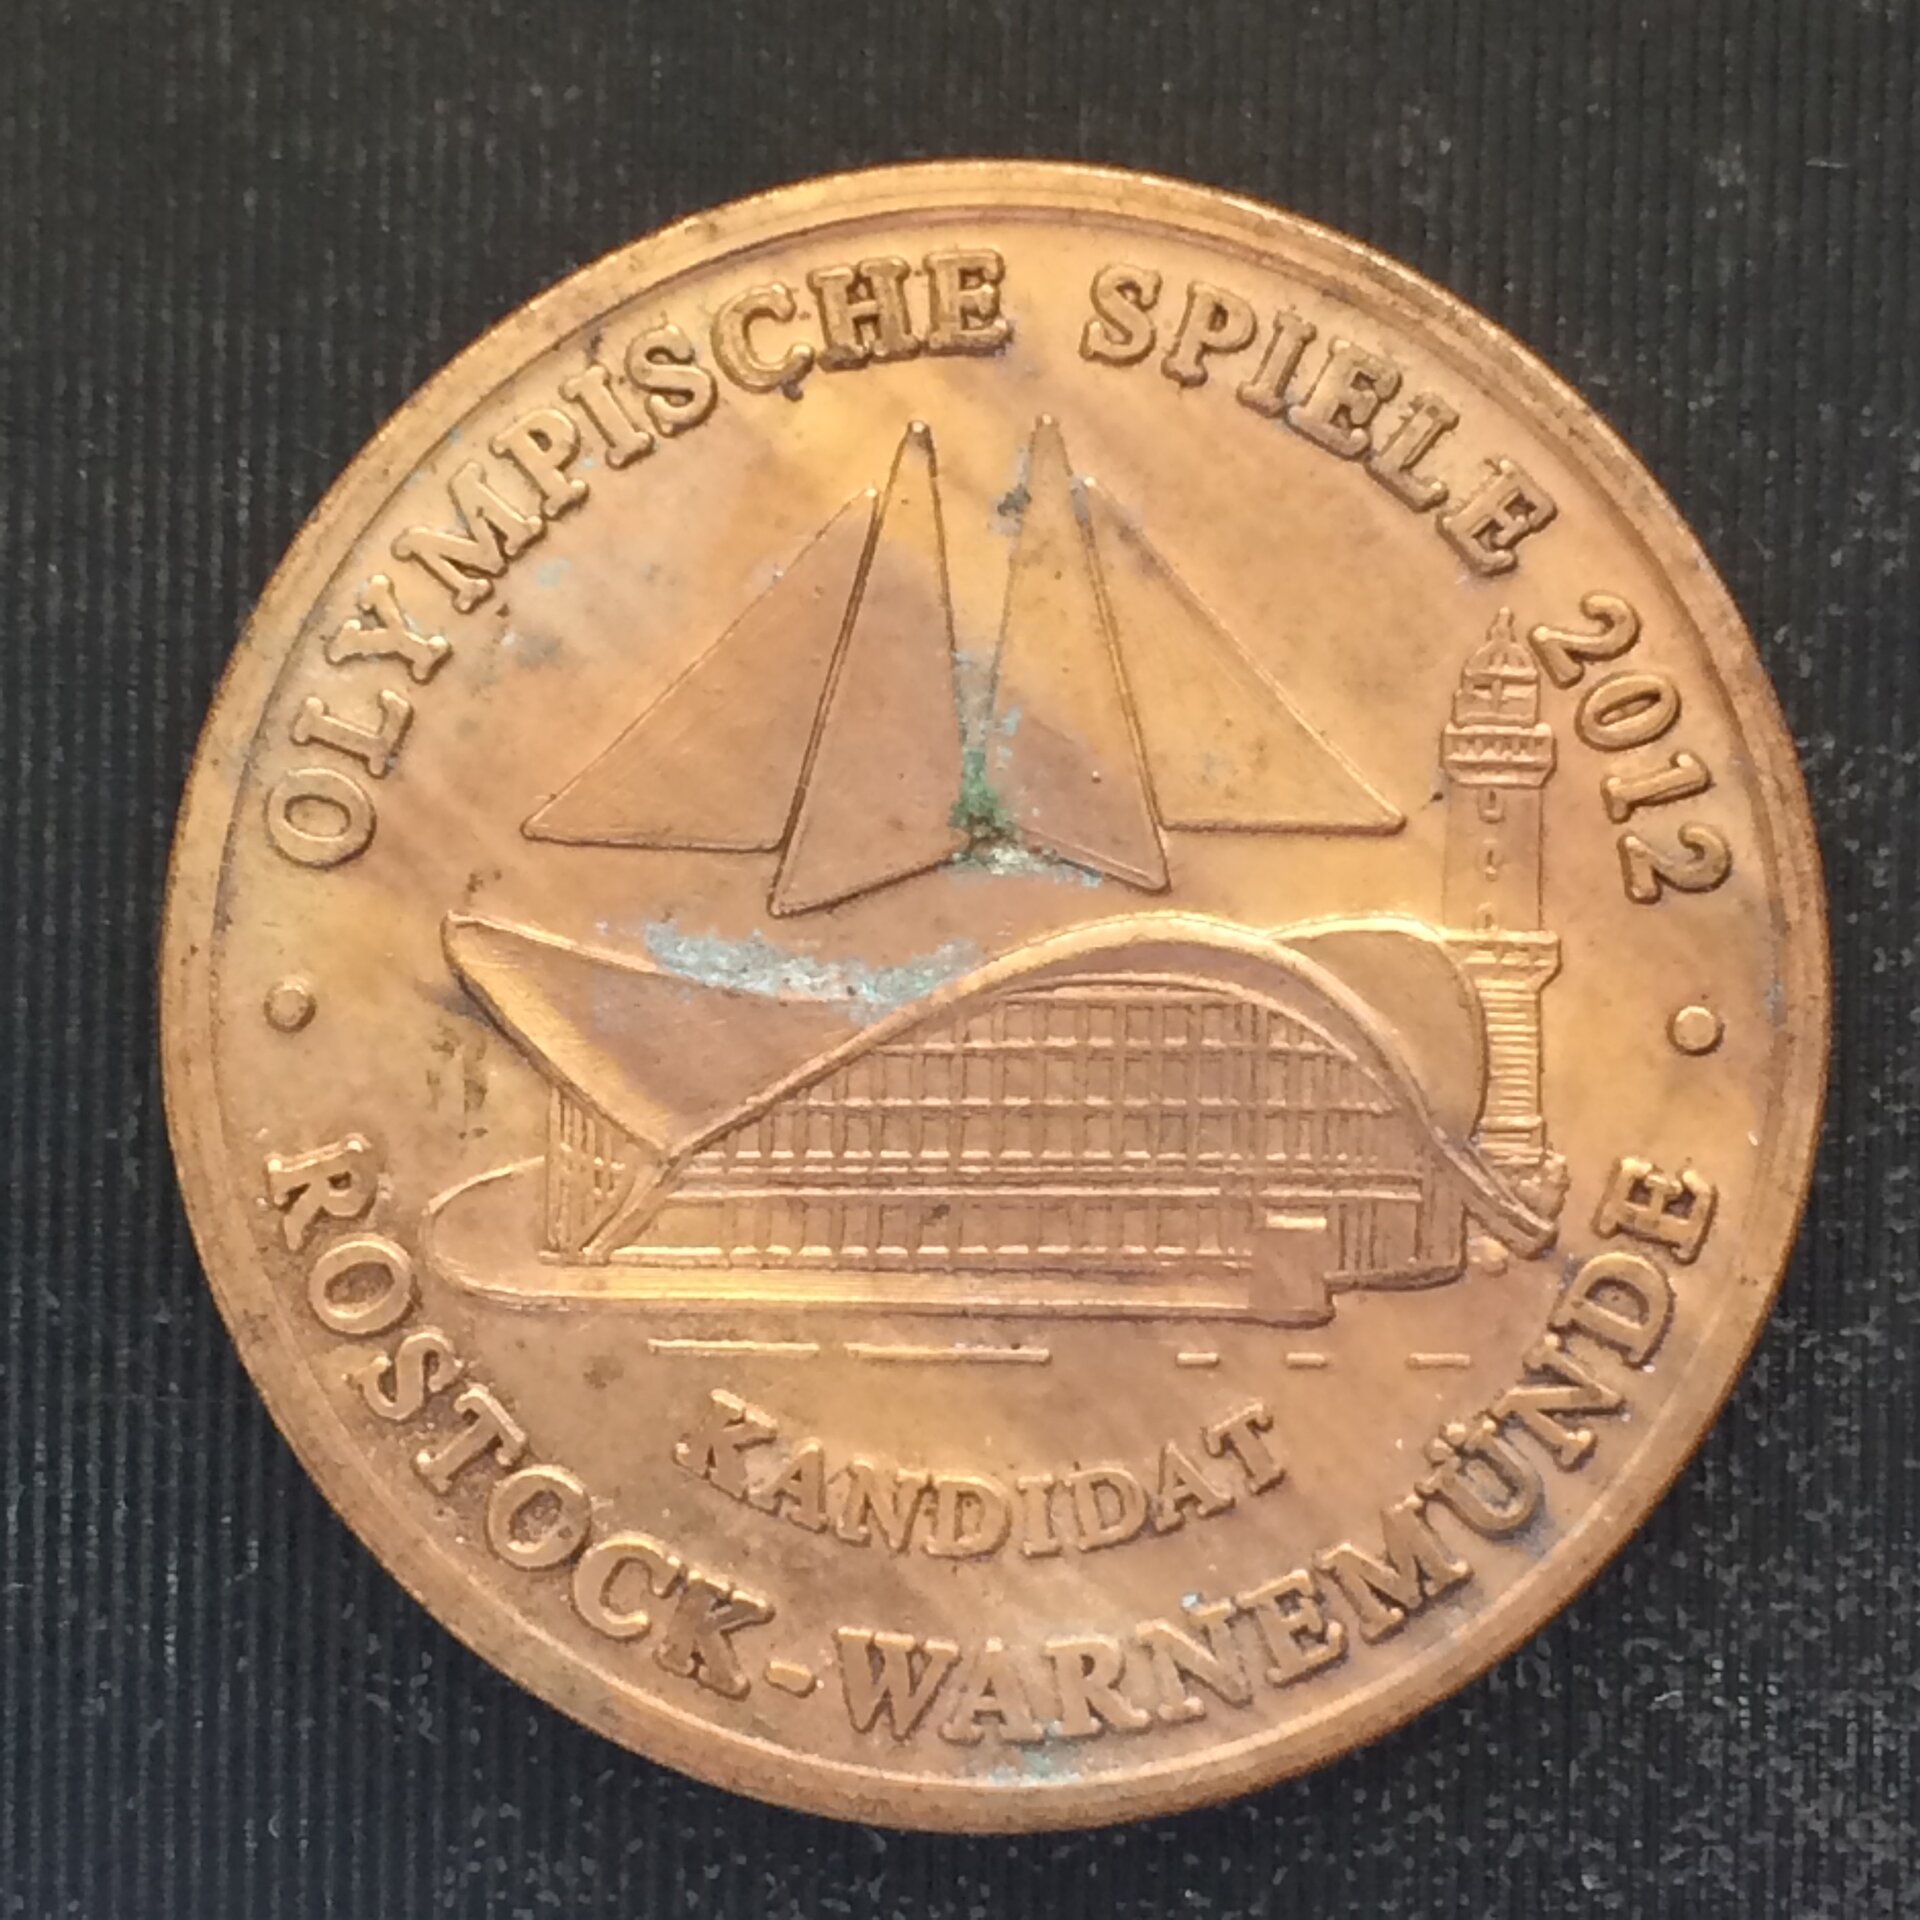 OLYMPISCHE SPIELE 2012
KANDIDAT
ROSTOCK-WARNEMÜNDE